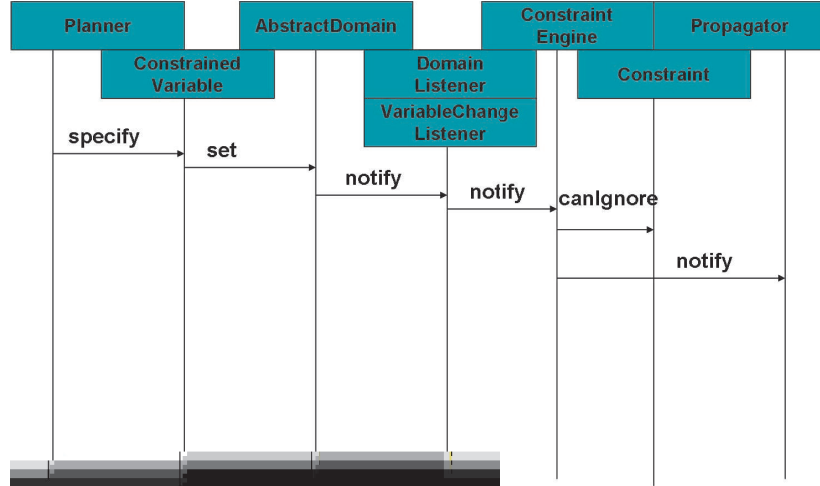 Planner
AbstractDomain
Constraint
Engine
Propagator
Constrained
Variable
Domain
Listener
Constraint
VariableChange
Listener
specify
set
notify
notify
canIgnore
notify